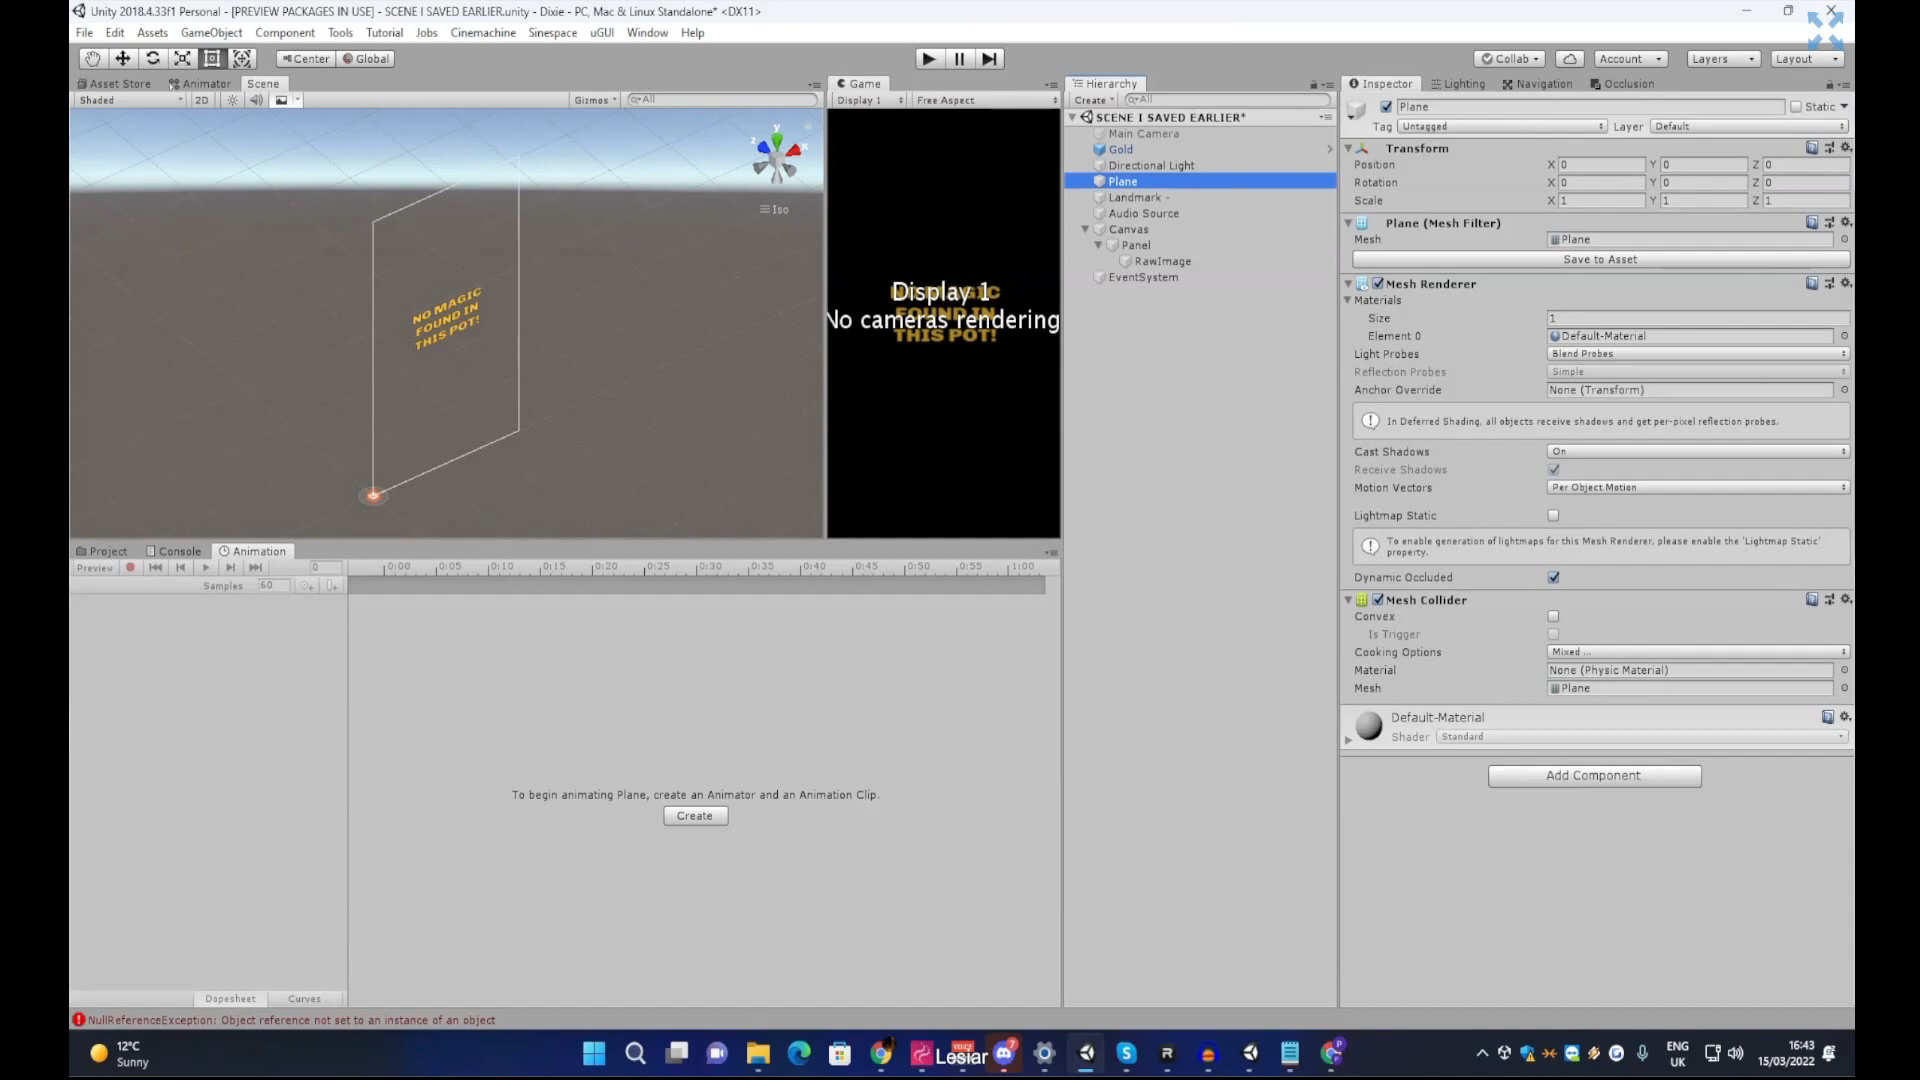 Unity 2018.4.33f1 Personal - [PREVIEW PACKAGES IN USE] - SCENE I SAVED EARLIER.unity - Dixie - PC, Mac & Linux Standalone* <DX11>
File Edit Assets GameObject Component Tools Tutorial Jobs Cinemachine Sinespace uGUI Window Help
Center Global Collab Account Layers Layout
Asset Store Animator Scene
Shaded 2D Gizmos All
y
z x
Iso
NO MAGIC
FOUND IN
THIS POT!
Game
Display 1 Free Aspect
Display 1
No cameras rendering
NO MAGIC
FOUND IN
THIS POT!
Hierarchy
Create All
SCENE I SAVED EARLIER*
Main Camera
Gold
Directional Light
Plane
Landmark -
Audio Source
Canvas
Panel
RawImage
EventSystem
Inspector Lighting Navigation Occlusion
Plane Static
Tag Untagged Layer Default
Transform
Position X 0 Y 0 Z 0
Rotation X 0 Y 0 Z 0
Scale X 1 Y 1 Z 1
Plane (Mesh Filter)
Mesh Plane
Save to Asset
Mesh Renderer
Materials
Size 1
Element 0 Default-Material
Light Probes Blend Probes
Reflection Probes Simple
Anchor Override None (Transform)
In Deferred Shading, all objects receive shadows and get per-pixel reflection probes.
Cast Shadows On
Receive Shadows
Motion Vectors Per Object Motion
Lightmap Static
To enable generation of lightmaps for this Mesh Renderer, please enable the 'Lightmap Static'
property.
Dynamic Occluded
Mesh Collider
Convex
Is Trigger
Cooking Options Mixed ...
Material None (Physic Material)
Mesh Plane
Default-Material
Shader Standard
Add Component
Project Console Animation
Preview 0 0:00 0:05 0:10 0:15 0:20 0:25 0:30 0:35 0:40 0:45 0:50 0:55 1:00
Samples 60
To begin animating Plane, create an Animator and an Animation Clip.
Create
Dopesheet Curves
NullReferenceException: Object reference not set to an instance of an object
12°C
Sunny
VOICE
Lesiar
7
ENG
UK
16:43
15/03/2022